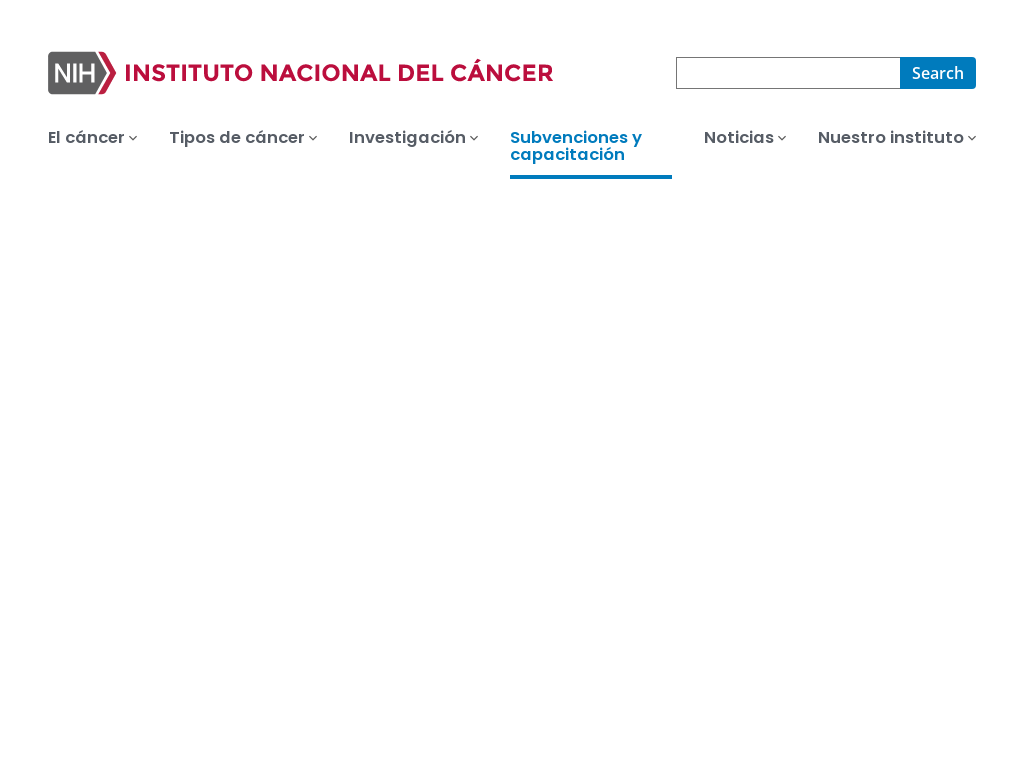 NIH INSTITUTO NACIONAL DEL CÁNCER
Search
El cáncer
Tipos de cáncer
Investigación
Subvenciones y
capacitación
Noticias
Nuestro instituto